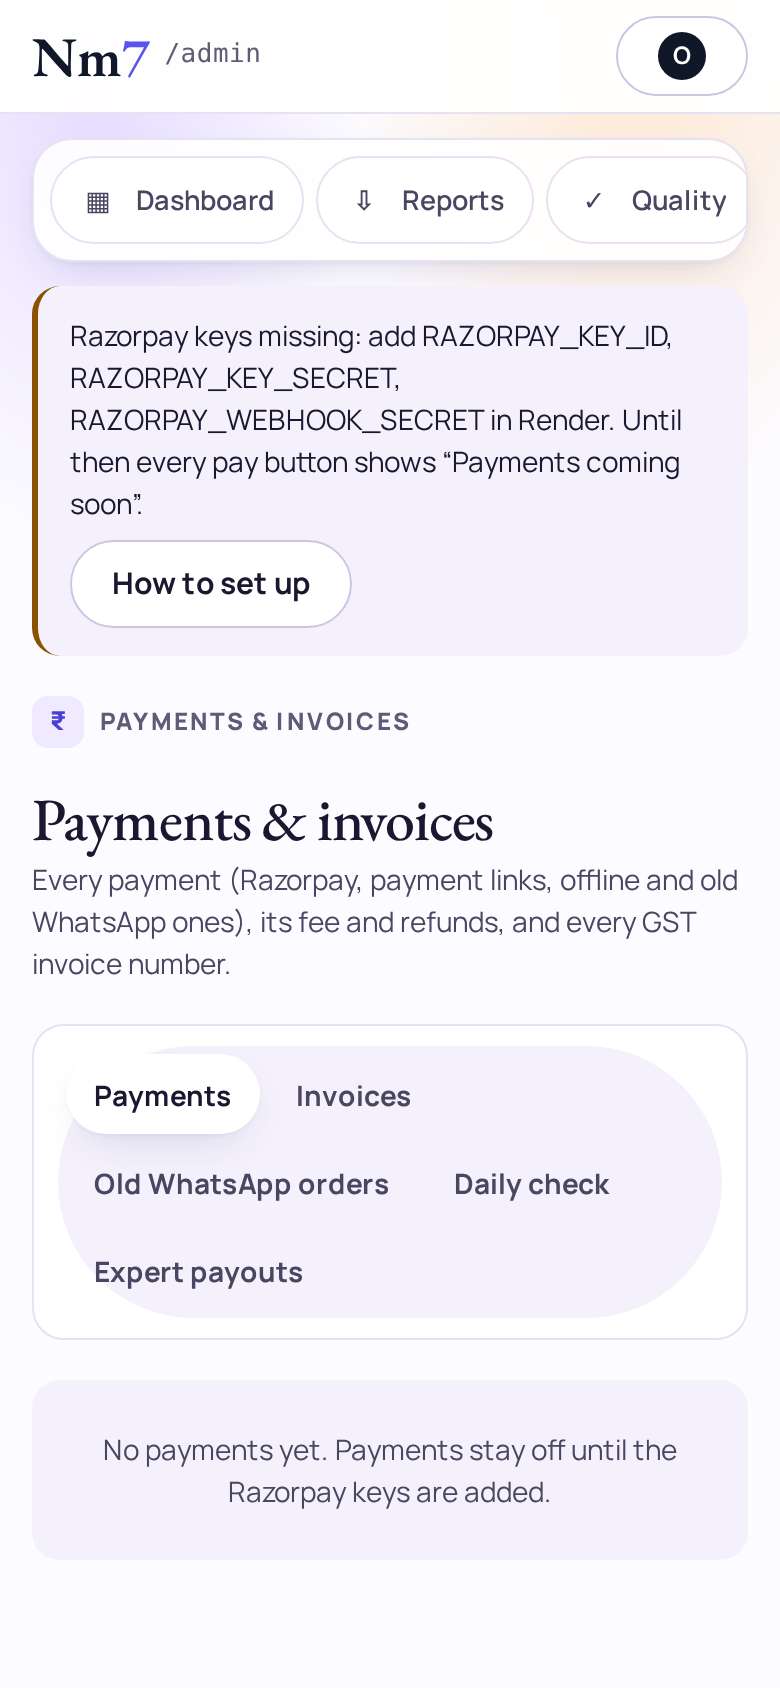 Nm7 /admin
O
▦ Dashboard ⇩ Reports ✓ Quality
Razorpay keys missing: add RAZORPAY_KEY_ID,
RAZORPAY_KEY_SECRET,
RAZORPAY_WEBHOOK_SECRET in Render. Until
then every pay button shows “Payments coming
soon”.
How to set up
₹ PAYMENTS & INVOICES
Payments & invoices
Every payment (Razorpay, payment links, offline and old
WhatsApp ones), its fee and refunds, and every GST
invoice number.
Payments Invoices
Old WhatsApp orders Daily check
Expert payouts
No payments yet. Payments stay off until the
Razorpay keys are added.